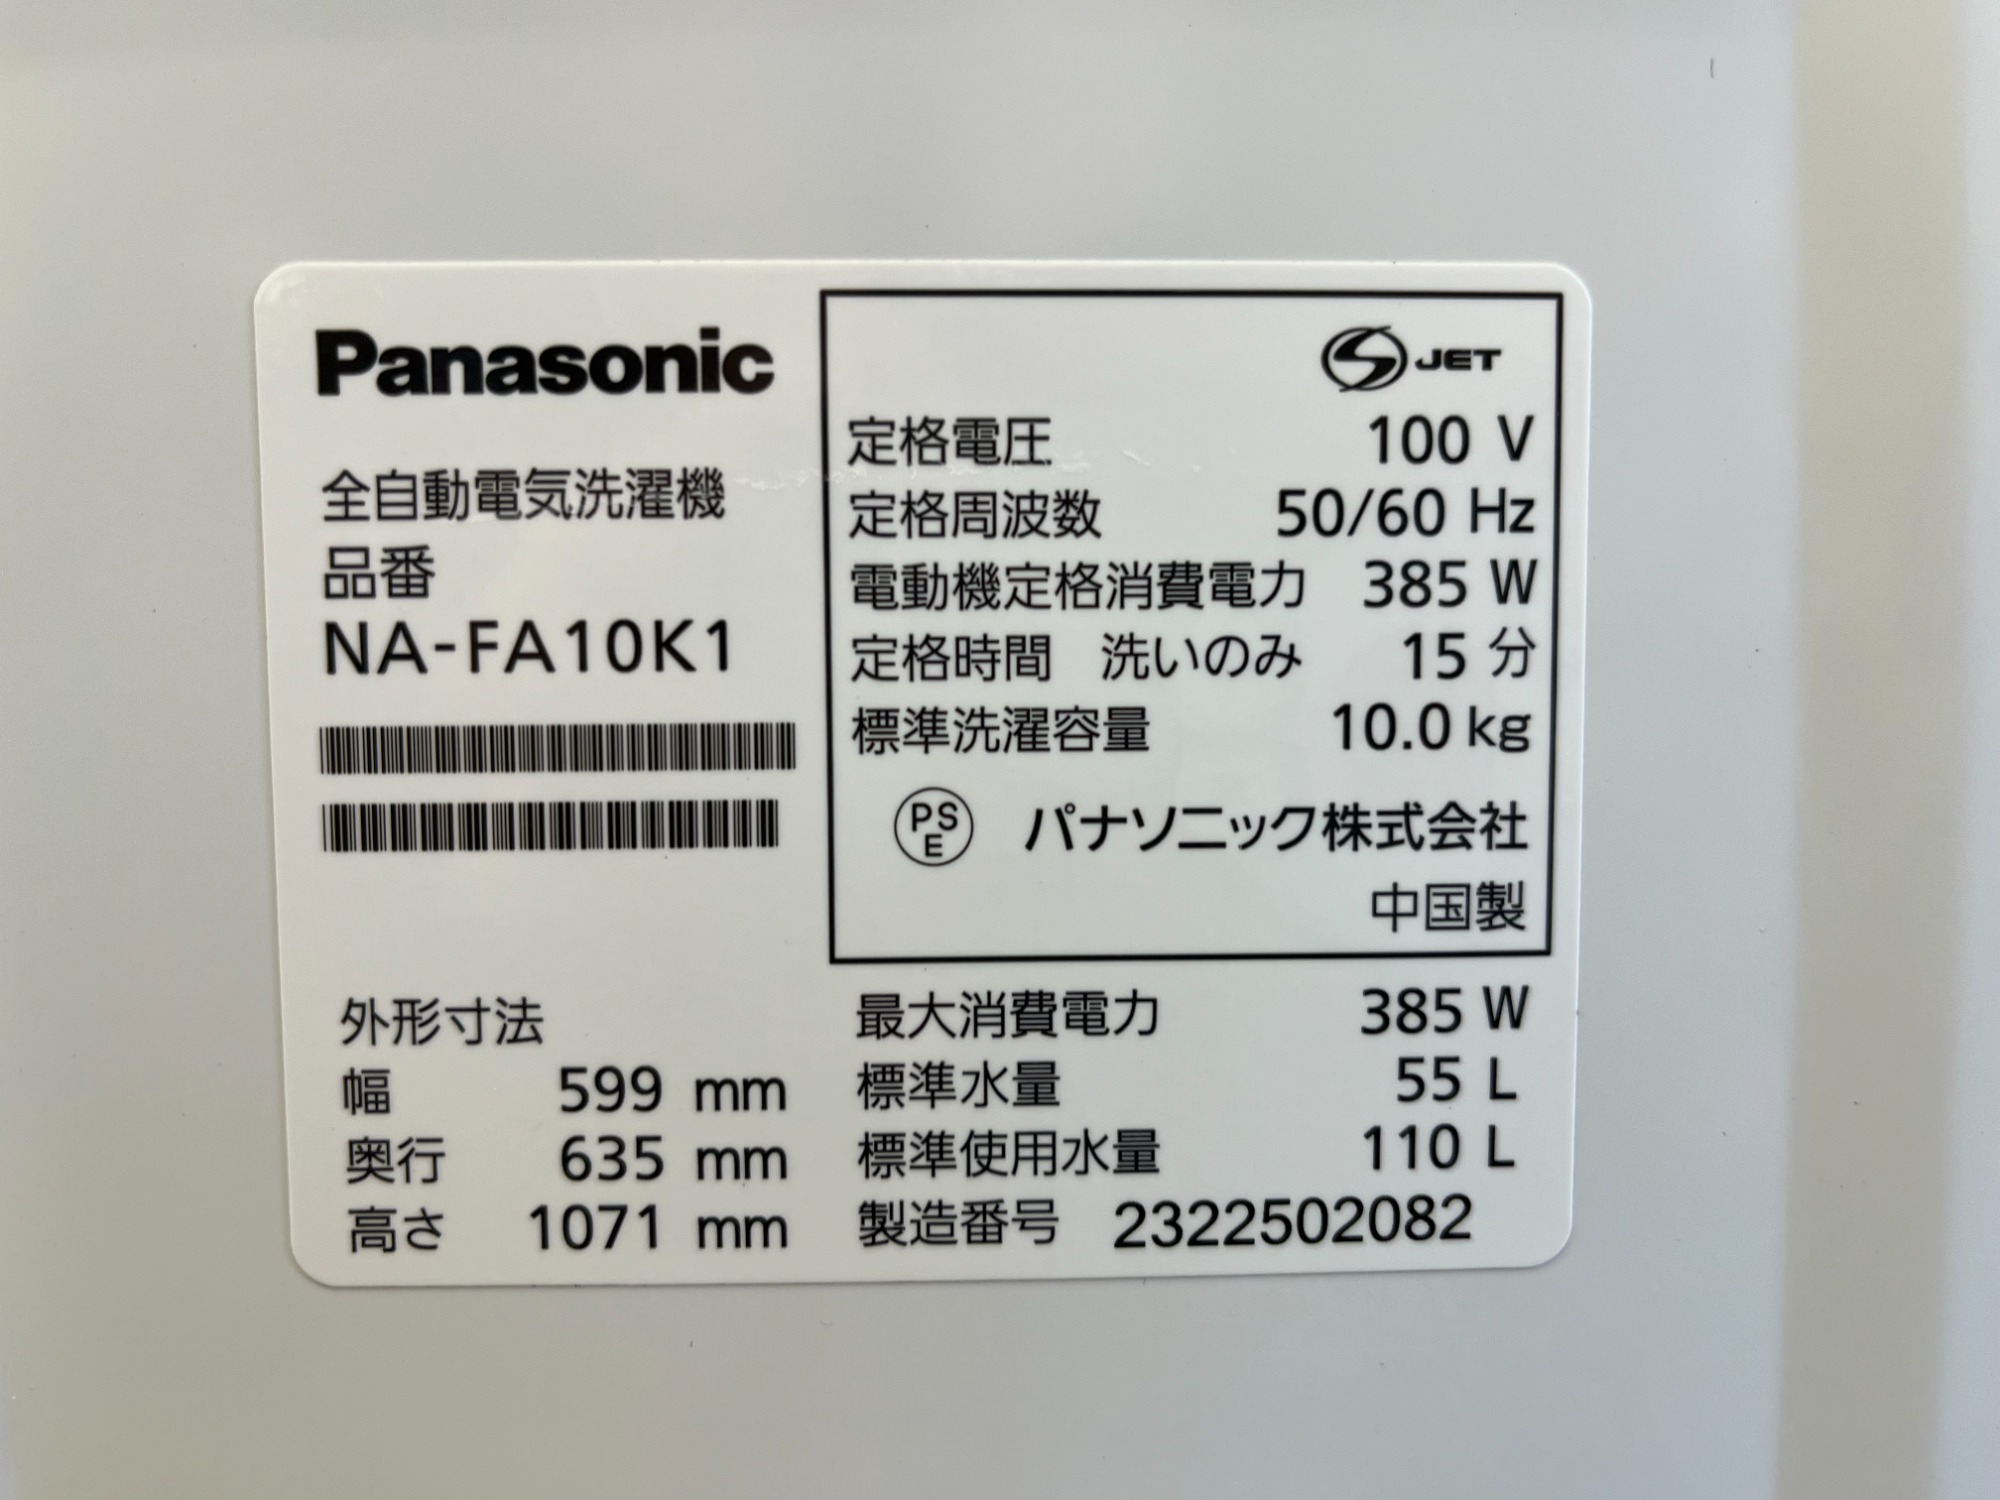 Panasonic
全自動電気洗濯機
品番
NA-FA10K1
JET
定格電圧 100 V
定格周波数 50/60 Hz
電動機定格消費電力 385 W
定格時間 洗いのみ 15 分
標準洗濯容量 10.0 kg
PS
E
パナソニック株式会社
中国製
外形寸法
幅 599 mm
奥行 635 mm
高さ 1071 mm
最大消費電力 385 W
標準水量 55 L
標準使用水量 110 L
製造番号 2322502082